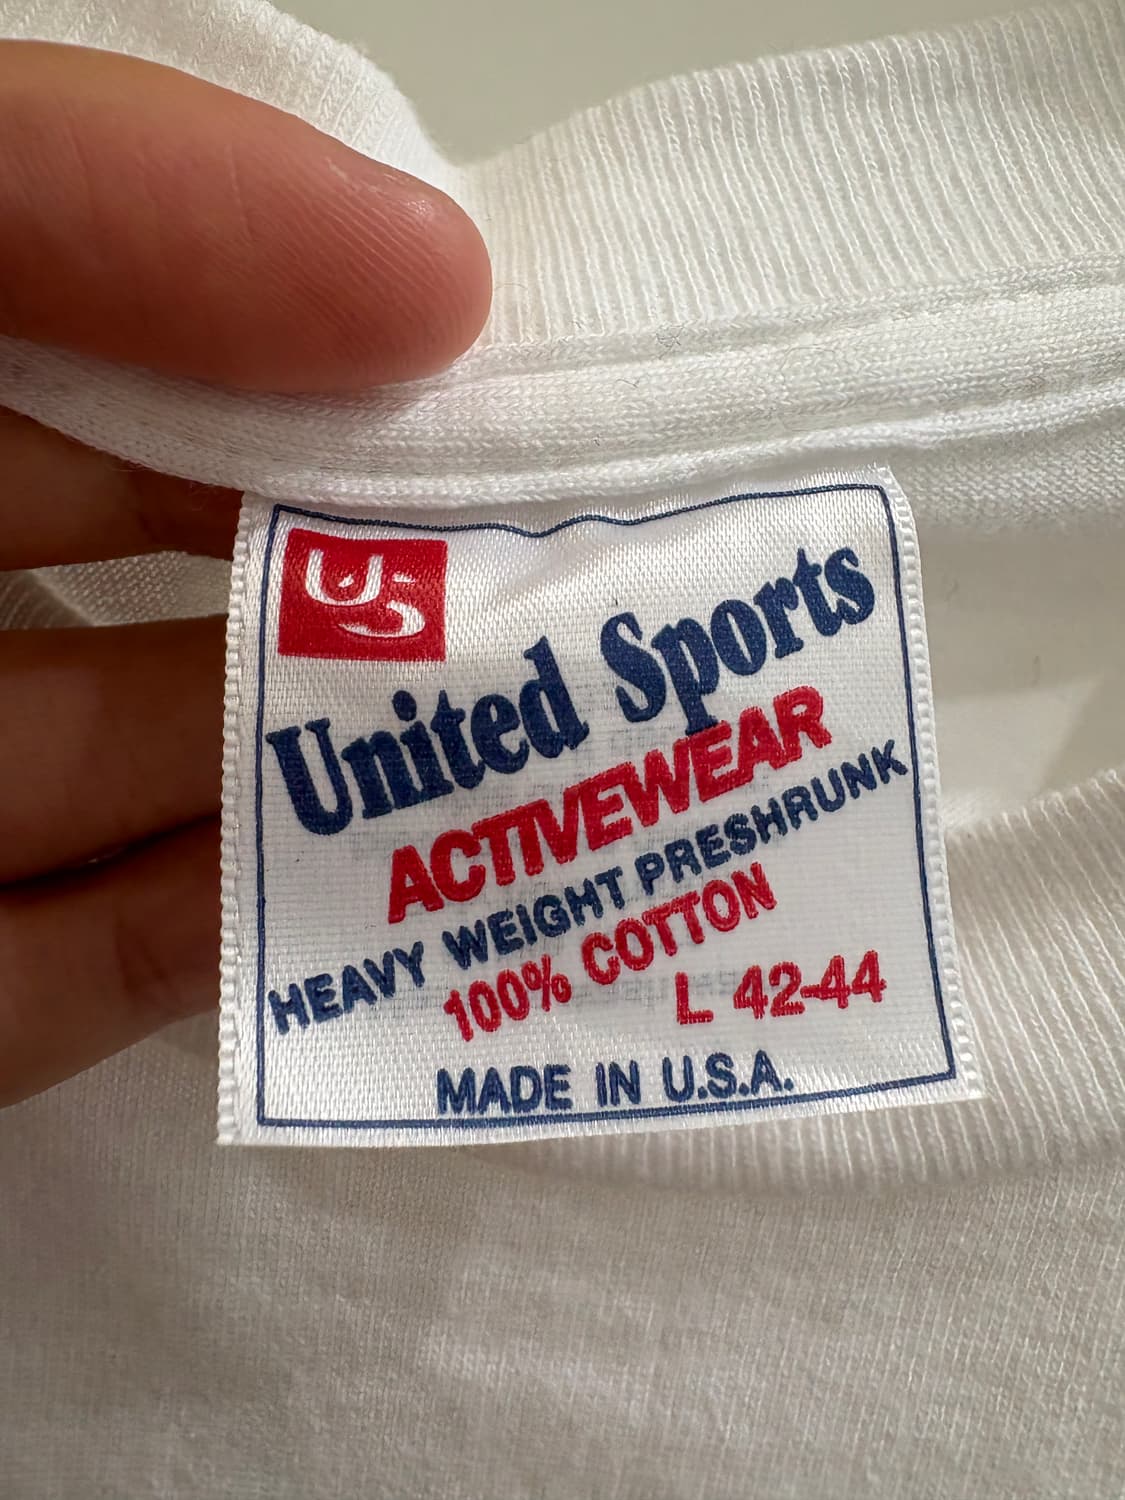 US
United Sports
ACTIVEWEAR
HEAVY WEIGHT PRESHRUNK
100% COTTON
L 42-44
MADE IN U.S.A.